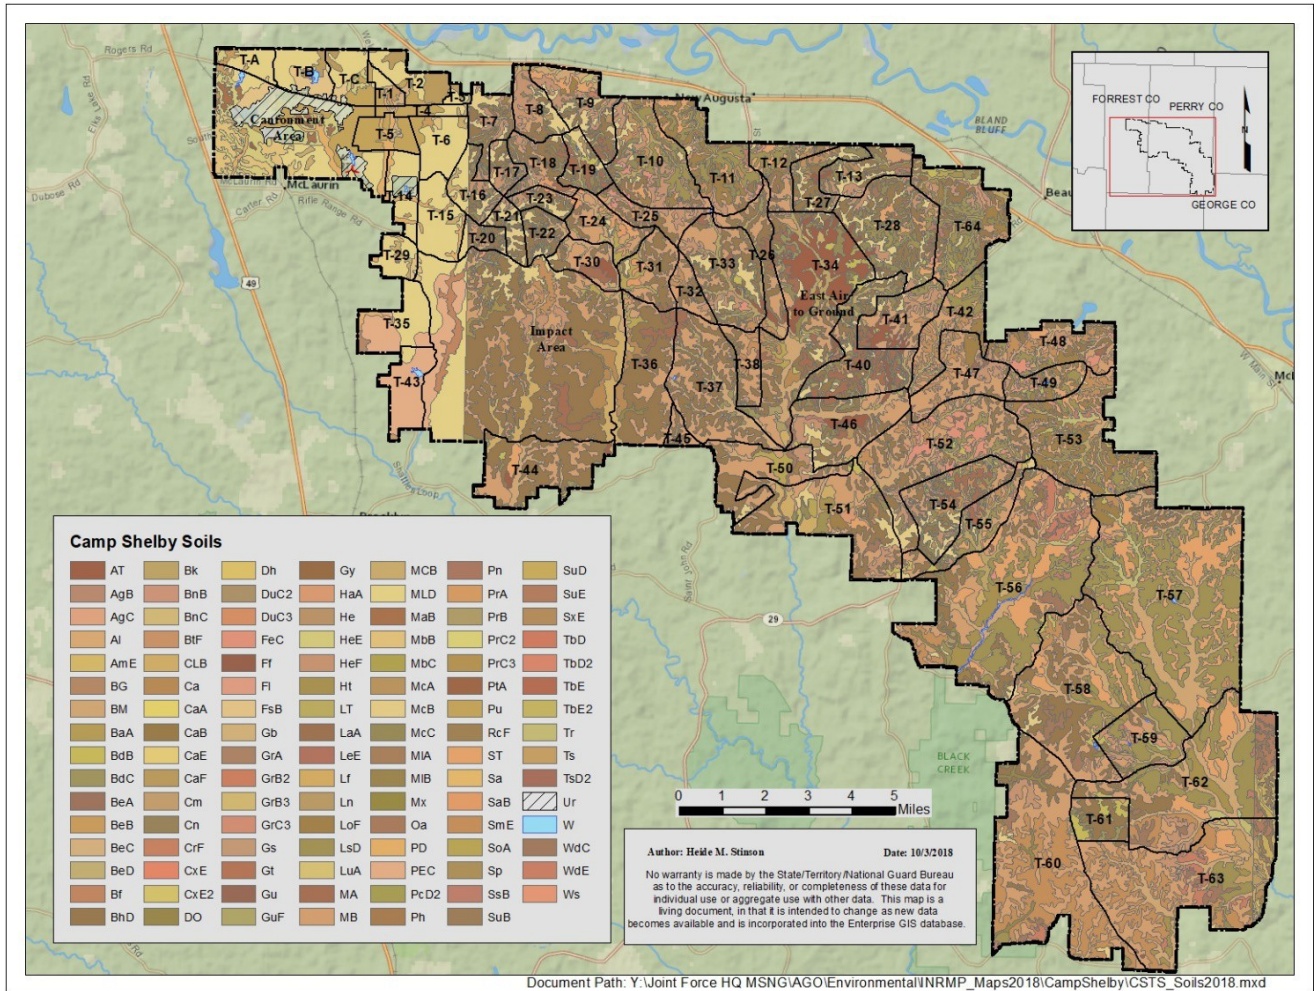 Rogers Rd
Elks Lake Rd
T-A
T-B
T-C
T-1
T-2
T-3
T-4
Cantonment
Area
T-5
T-6
McLaurin Rd
McLaurin
Dubose Rd
Carter Rd
Rifle Range Rd
T-14
T-15
T-16
T-7
T-8
T-9
New Augusta
T-10
T-11
T-12
T-13
T-17
T-18
T-19
T-20
T-21
T-22
T-23
T-24
T-25
T-26
T-27
T-28
T-64
BLAND
BLUFF
Beau
T-29
49
T-30
T-31
T-32
T-33
T-34
East Air
to Ground
T-35
T-43
Impact
Area
T-36
T-37
T-38
T-40
T-41
T-42
T-44
T-45
T-46
T-47
T-48
T-49
T-50
T-51
T-52
T-53
T-54
T-55
T-56
T-57
T-58
T-59
T-60
T-61
T-62
T-63
W Main St
Saint John Rd
29
BLACK
CREEK
FORREST CO
PERRY CO
GEORGE CO
N
Camp Shelby Soils
AT Bk Dh Gy MCB Pn SuD
AgB BnB DuC2 HaA MLD PrA SuE
AgC BnC DuC3 He MaB PrB SxE
Al BtF FeC HeE MbB PrC2 TbD
AmE CLB Ff HeF MbC PrC3 TbD2
BG Ca Fl Ht McA PtA TbE
BM CaA FsB LT McB Pu TbE2
BaA CaB Gb LaA McC RcF Tr
BdB CaE GrA LeE MIA ST Ts
BdC CaF GrB2 Lf MIB Sa TsD2
BeA Cm GrB3 Ln Mx SaB Ur
BeB Cn GrC3 LoF Oa SmE W
BeC CrF Gs LsD PD SoA WdC
BeD CxE Gt LuA PEC Sp WdE
Bf CxE2 Gu MA PcD2 SsB Ws
BhD DO GuF MB Ph SuB
0 1 2 3 4 5
Miles
Author: Heide M. Stinson Date: 10/3/2018
No warranty is made by the State/Territory/National Guard Bureau
as to the accuracy, reliability, or completeness of these data for
individual use or aggregate use with other data. This map is a
living document, in that it is intended to change as new data
becomes available and is incorporated into the Enterprise GIS database.
Document Path: Y:\Joint Force HQ MSNG\AGO\Environmental\INRMP_Maps2018\CampShelby\CSTS_Soils2018.mxd